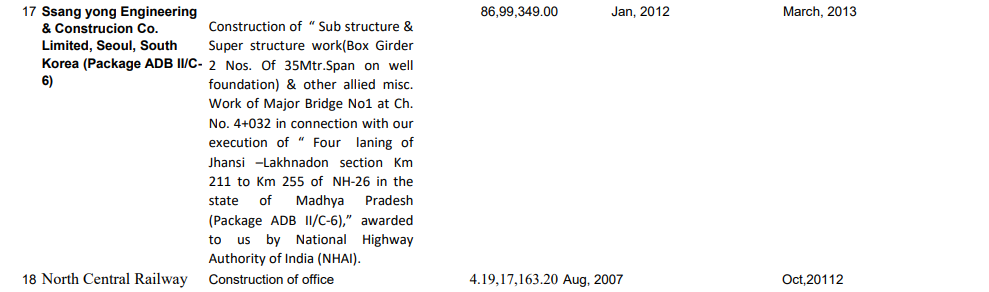 17 Ssang yong Engineering & Construcion Co. Limited, Seoul, South Korea (Package ADB II/C-6)
Construction of “ Sub structure &
Super structure work(Box Girder
2 Nos. Of 35Mtr.Span on well
foundation) & other allied misc.
Work of Major Bridge No1 at Ch.
No. 4+032 in connection with our
execution of “ Four laning of
Jhansi –Lakhnadon section Km
211 to Km 255 of NH-26 in the
state of Madhya Pradesh
(Package ADB II/C-6),” awarded
to us by National Highway
Authority of India (NHAI).
86,99,349.00 Jan, 2012 March, 2013
18 North Central Railway Construction of office 4.19,17,163.20 Aug, 2007 Oct,20112